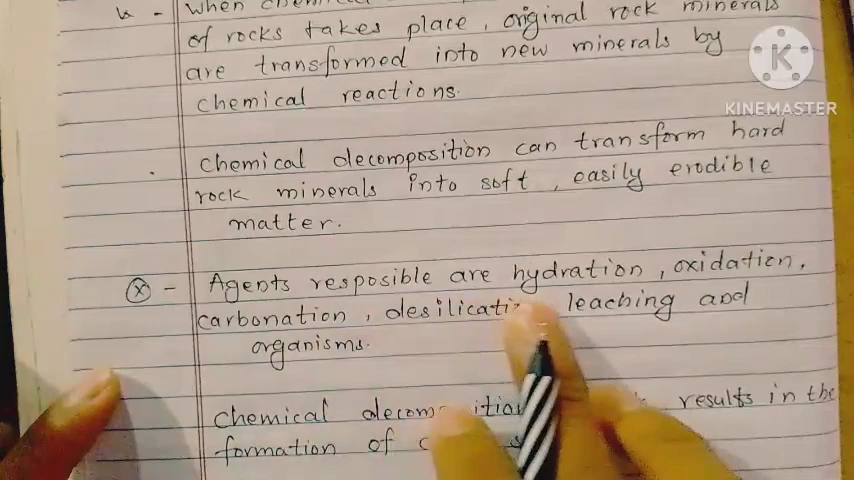 When
of rocks takes place, original rock minerals
are transformed into new minerals by
chemical reactions.
chemical decomposition can transform hard
rock minerals into soft, easily erodible
matter.
(x) - Agents resposible are hydration, oxidation,
carbonation, leaching and
organisms.
chemical results in the
formation of
KINEMASTER